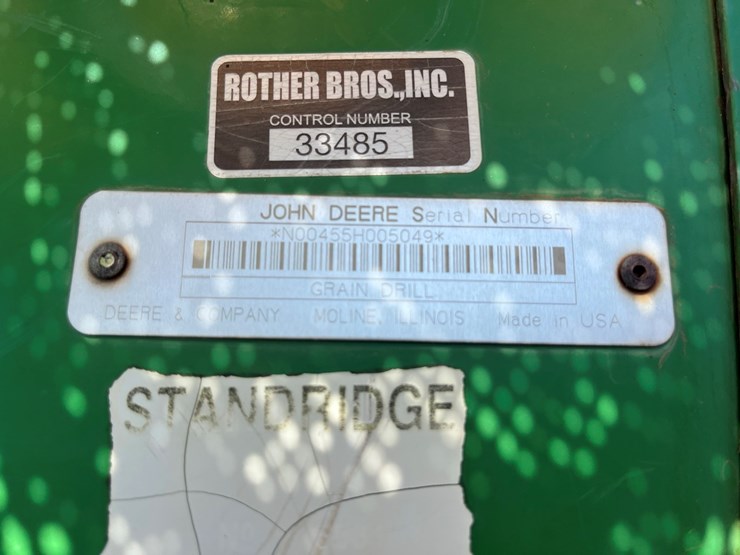 ROTHER BROS.,INC.
CONTROL NUMBER
33485
JOHN DEERE Serial Number
*N00455H005049*
GRAIN DRILL
DEERE & COMPANY MOLINE, ILLINOIS Made in USA
STANDRIDGE